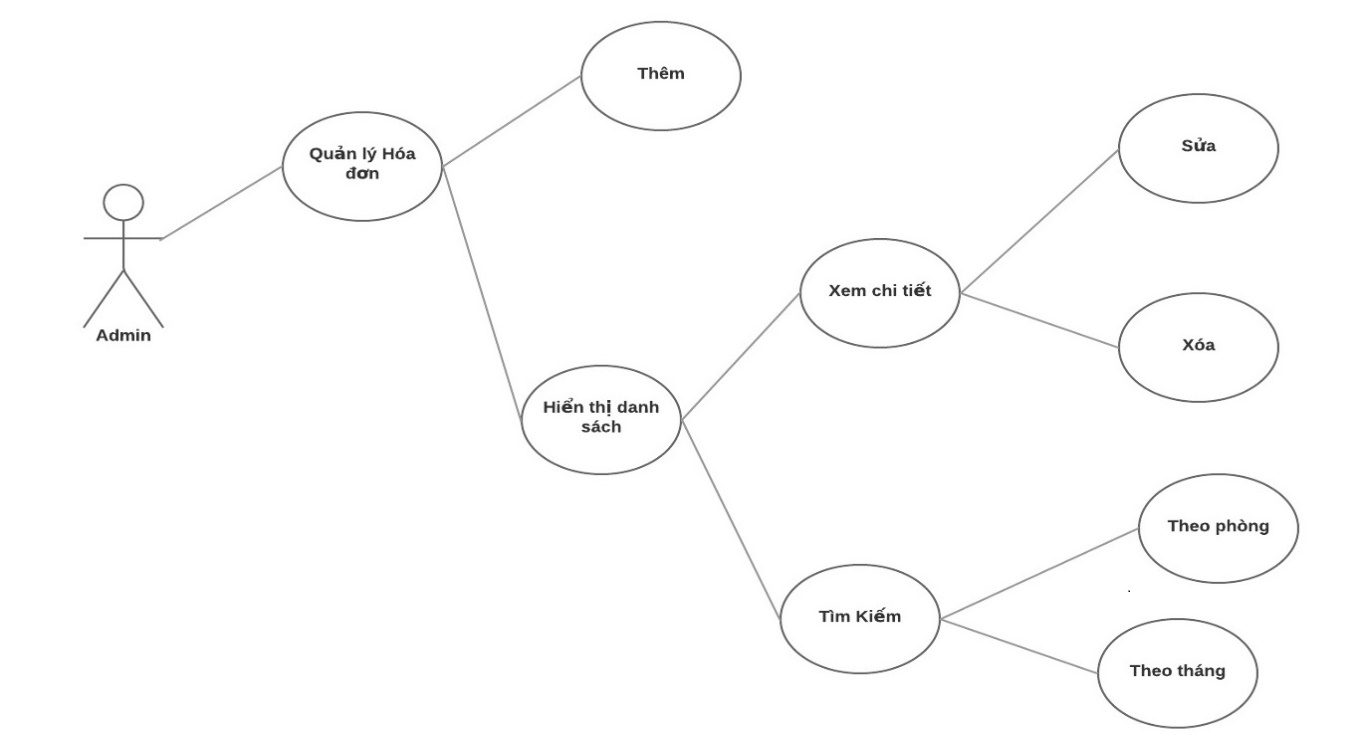 Thêm
Quản lý Hóa
đơn
Sửa
Xem chi tiết
Admin
Xóa
Hiển thị danh
sách
Theo phòng
Tìm Kiếm
Theo tháng